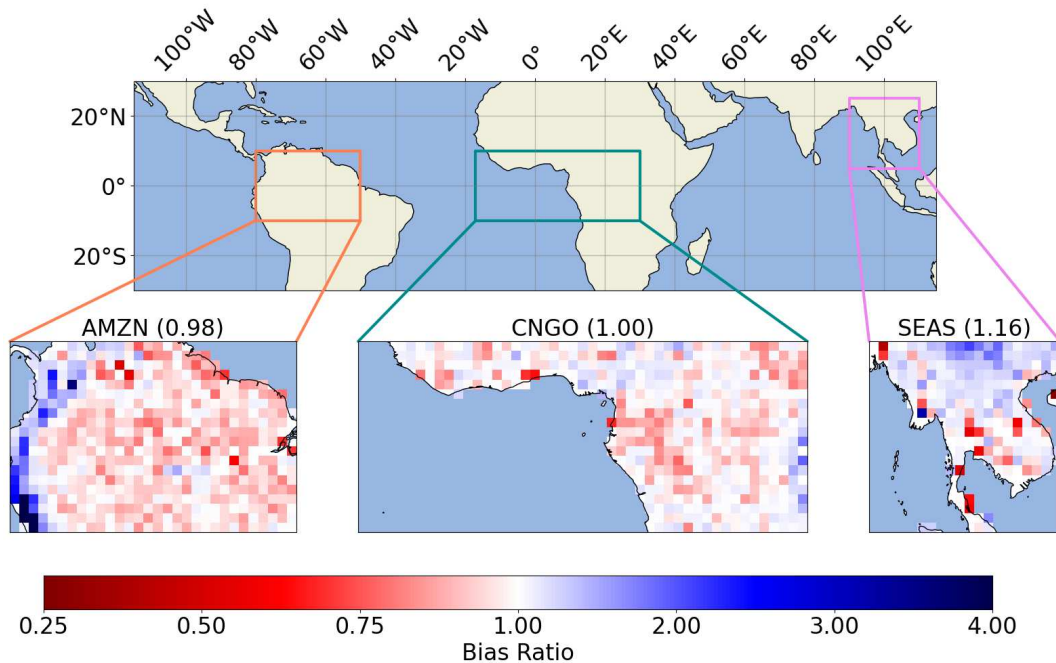 100°W 80°W 60°W 40°W 20°W 0° 20°E 40°E 60°E 80°E 100°E
20°N
0°
20°S
AMZN (0.98) CNGO (1.00) SEAS (1.16)
0.25 0.50 0.75 1.00 2.00 3.00 4.00
Bias Ratio